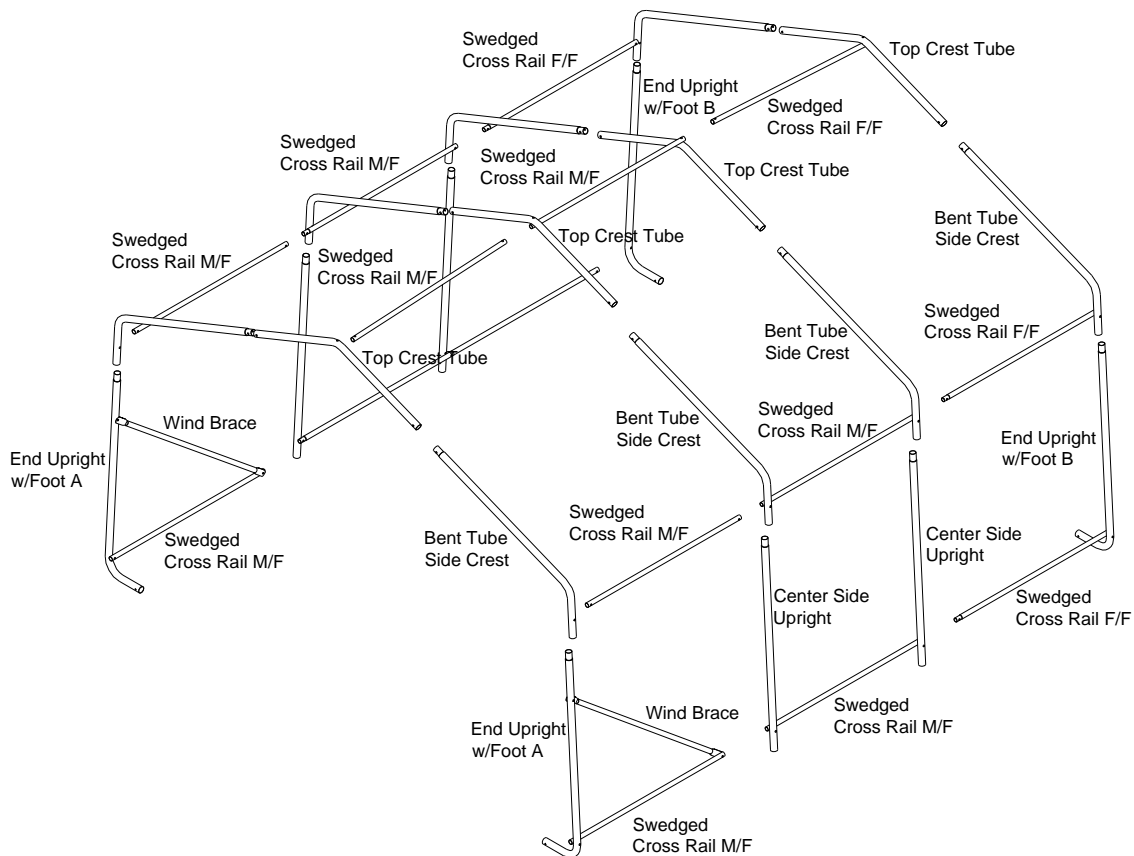 Swedged
Cross Rail F/F
Top Crest Tube
End Upright
w/Foot B
Swedged
Cross Rail F/F
Swedged
Cross Rail M/F
Swedged
Cross Rail M/F
Top Crest Tube
Bent Tube
Side Crest
Swedged
Cross Rail M/F
Swedged
Cross Rail M/F
Top Crest Tube
Swedged
Cross Rail F/F
Bent Tube
Side Crest
Top Crest Tube
Wind Brace
Bent Tube
Side Crest
Swedged
Cross Rail M/F
End Upright
w/Foot B
End Upright
w/Foot A
Swedged
Cross Rail M/F
Bent Tube
Side Crest
Swedged
Cross Rail M/F
Center Side
Upright
Center Side
Upright
Swedged
Cross Rail F/F
Wind Brace
Swedged
Cross Rail M/F
End Upright
w/Foot A
Swedged
Cross Rail M/F